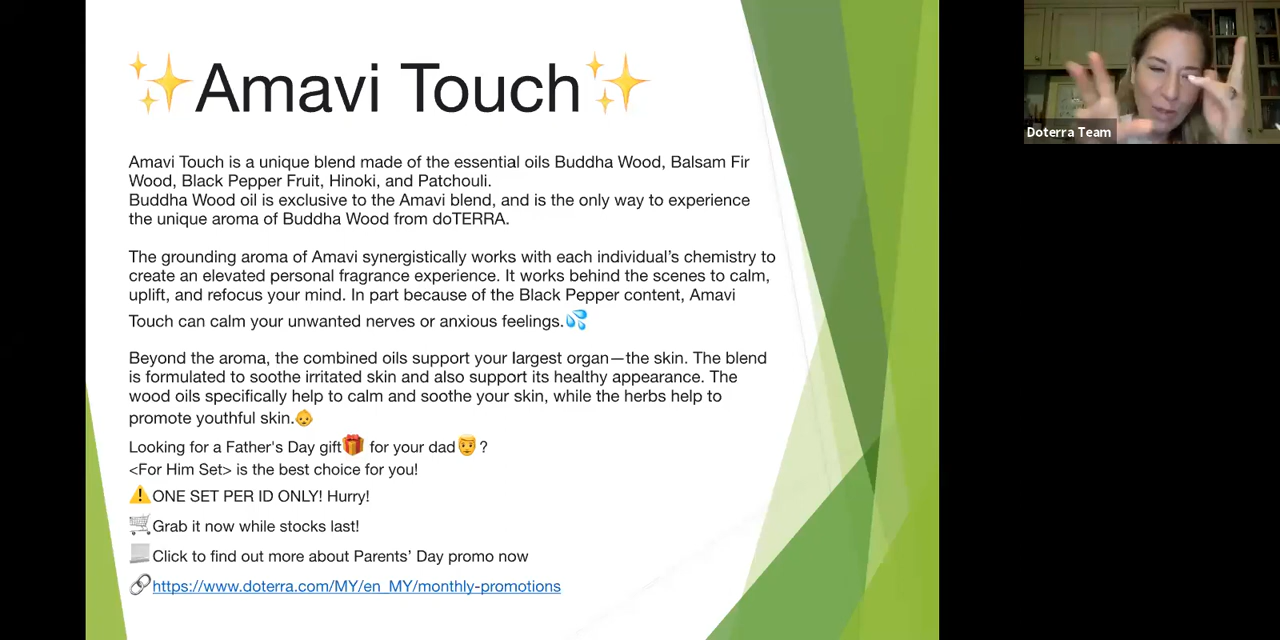 ✨Amavi Touch✨
Amavi Touch is a unique blend made of the essential oils Buddha Wood, Balsam Fir
Wood, Black Pepper Fruit, Hinoki, and Patchouli.
Buddha Wood oil is exclusive to the Amavi blend, and is the only way to experience
the unique aroma of Buddha Wood from doTERRA.
The grounding aroma of Amavi synergistically works with each individual's chemistry to
create an elevated personal fragrance experience. It works behind the scenes to calm,
uplift, and refocus your mind. In part because of the Black Pepper content, Amavi
Touch can calm your unwanted nerves or anxious feelings.💦
Beyond the aroma, the combined oils support your largest organ—the skin. The blend
is formulated to soothe irritated skin and also support its healthy appearance. The
wood oils specifically help to calm and soothe your skin, while the herbs help to
promote youthful skin.👶
Looking for a Father's Day gift🎁 for your dad👨 ?
<For Him Set> is the best choice for you!
⚠️ONE SET PER ID ONLY! Hurry!
🛒Grab it now while stocks last!
Click to find out more about Parents' Day promo now
🔗https://www.doterra.com/MY/en_MY/monthly-promotions
Doterra Team